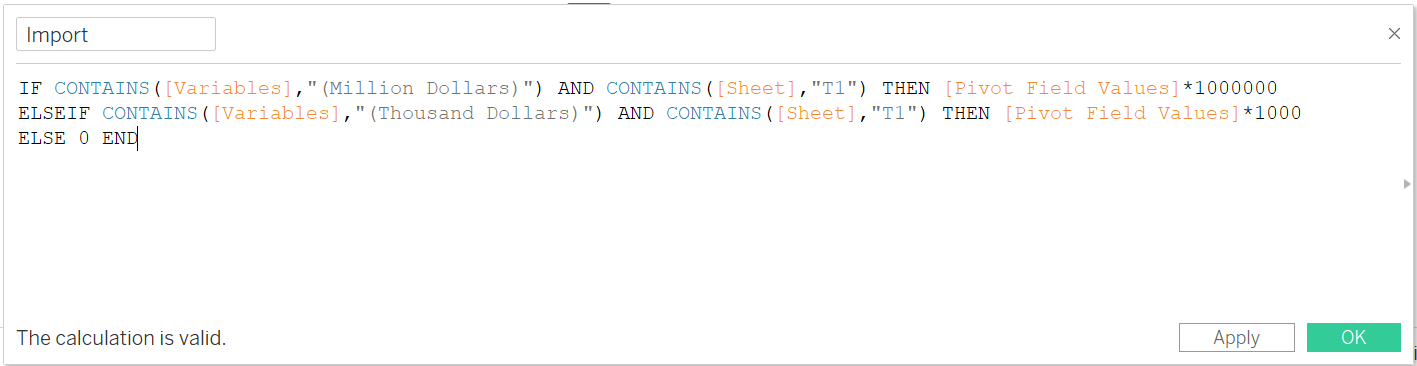 Import
IF CONTAINS([Variables],"(Million Dollars)") AND CONTAINS([Sheet],"T1") THEN [Pivot Field Values]*1000000
ELSEIF CONTAINS([Variables],"(Thousand Dollars)") AND CONTAINS([Sheet],"T1") THEN [Pivot Field Values]*1000
ELSE 0 END
The calculation is valid.
Apply
OK